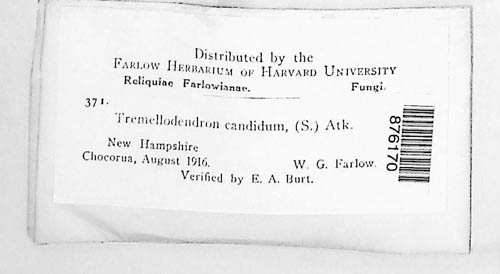 Distributed by the
FARLOW HERBARIUM OF HARVARD UNIVERSITY
Reliquiae Farlowianae. Fungi.
371.
Tremellodendron candidum, (S.) Atk.
New Hampshire
Chocorua, August 1916. W. G. Farlow.
Verified by E. A. Burt.
876170